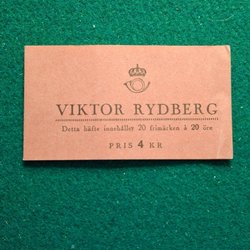 VIKTOR RYDBERG
Detta häfte innehåller 20 frimärken à 20 öre
PRIS 4 KR